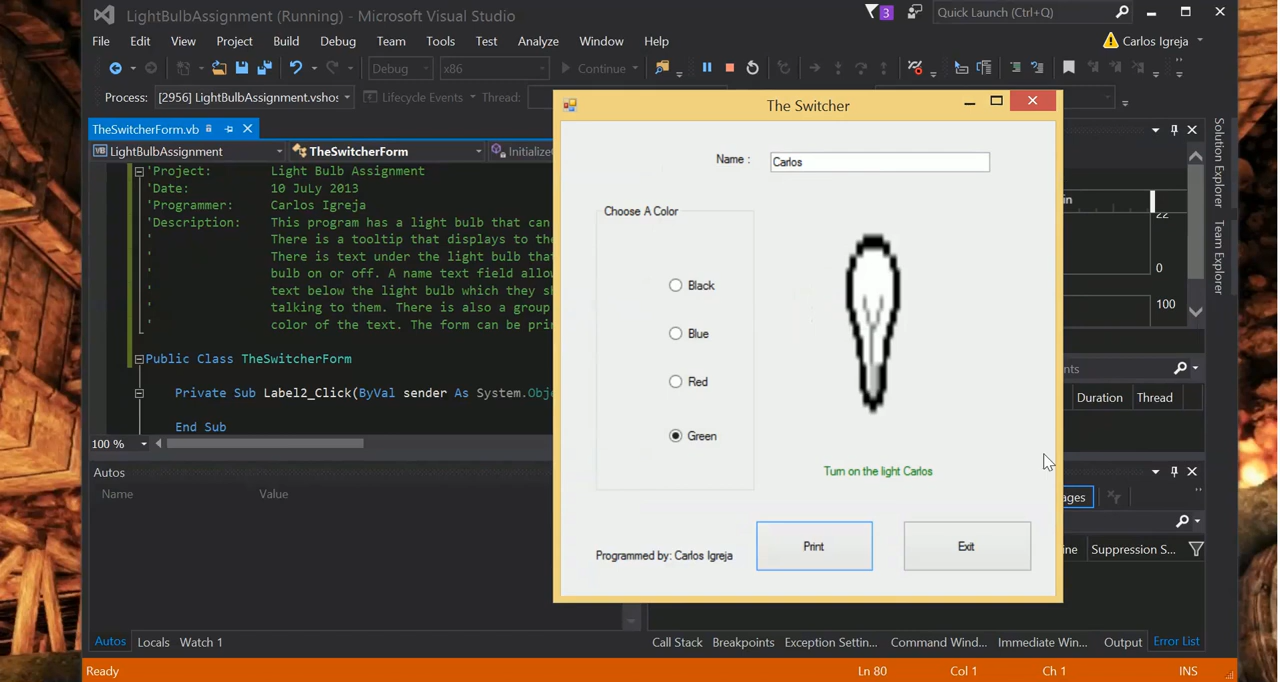 LightBulbAssignment (Running) - Microsoft Visual Studio
3
Quick Launch (Ctrl+Q)
File Edit View Project Build Debug Team Tools Test Analyze Window Help
Carlos Igreja
Debug x86 Continue
Process: [2956] LightBulbAssignment.vshos Lifecycle Events Thread:
TheSwitcherForm.vb
LightBulbAssignment TheSwitcherForm
'Project: Light Bulb Assignment
'Date: 10 JuLy 2013
'Programmer: Carlos Igreja
'Description: This program has a light bulb that can
' There is a tooltip that displays to the
' There is text under the light bulb that
' bulb on or off. A name text field allow
' text below the light bulb which they s
' talking to them. There is also a group
' color of the text. The form can be prin
Public Class TheSwitcherForm
Private Sub Label2_Click(ByVal sender As System.Obje
End Sub
100 %
Autos
Name Value
Autos Locals Watch 1
The Switcher
Name : Carlos
Choose A Color
Black
Blue
Red
Green
Turn on the light Carlos
Programmed by: Carlos Igreja
Print
Exit
in
22
0
100
Solution Explorer
Team Explorer
ents
Duration Thread
ages
ine Suppression S...
Call Stack Breakpoints Exception Settin... Command Wind... Immediate Win... Output Error List
Ready Ln 80 Col 1 Ch 1 INS